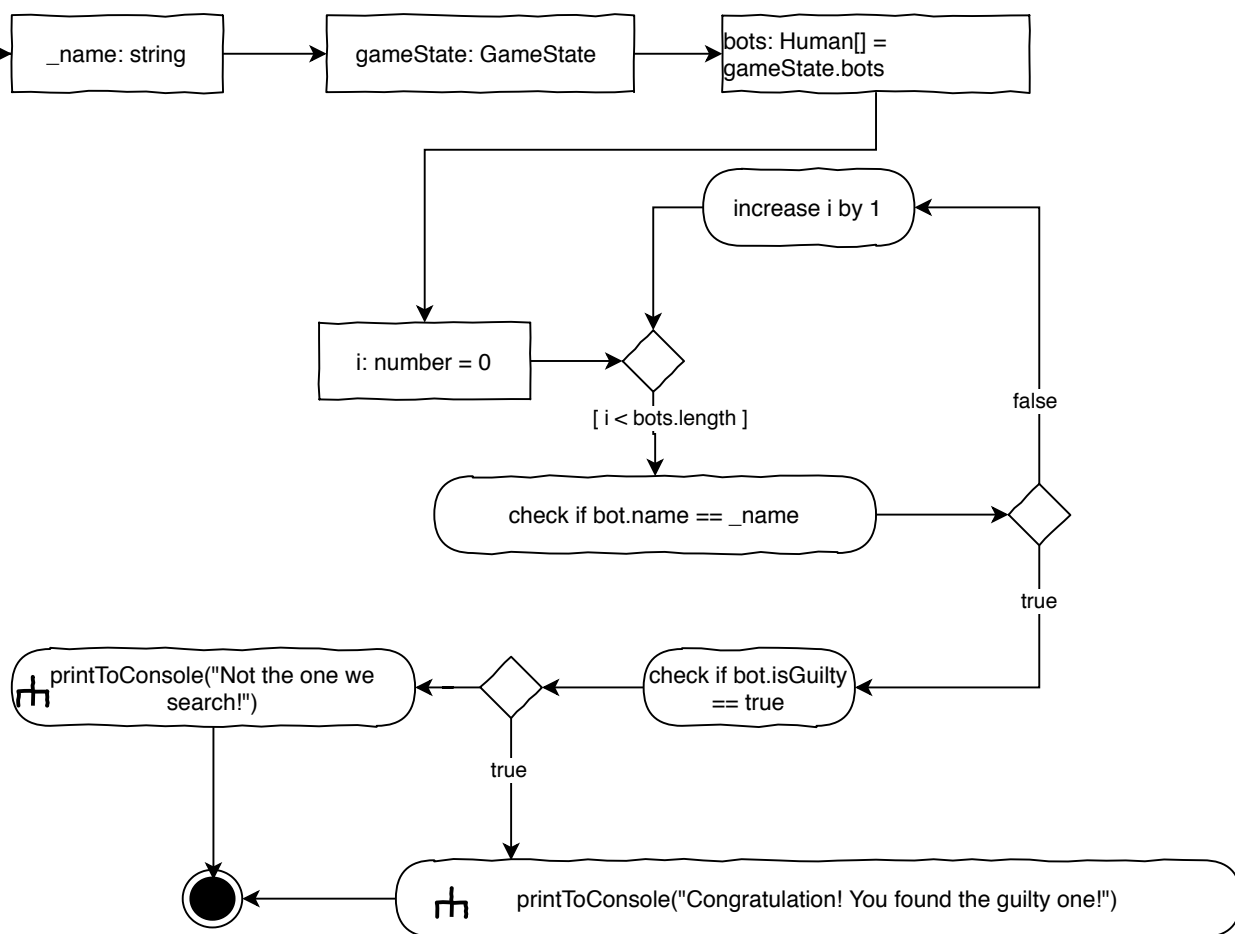 _name: string
gameState: GameState
bots: Human[] =
gameState.bots
increase i by 1
i: number = 0
false
[ i < bots.length ]
check if bot.name == _name
true
printToConsole("Not the one we
search!")
check if bot.isGuilty
== true
true
printToConsole("Congratulation! You found the guilty one!")